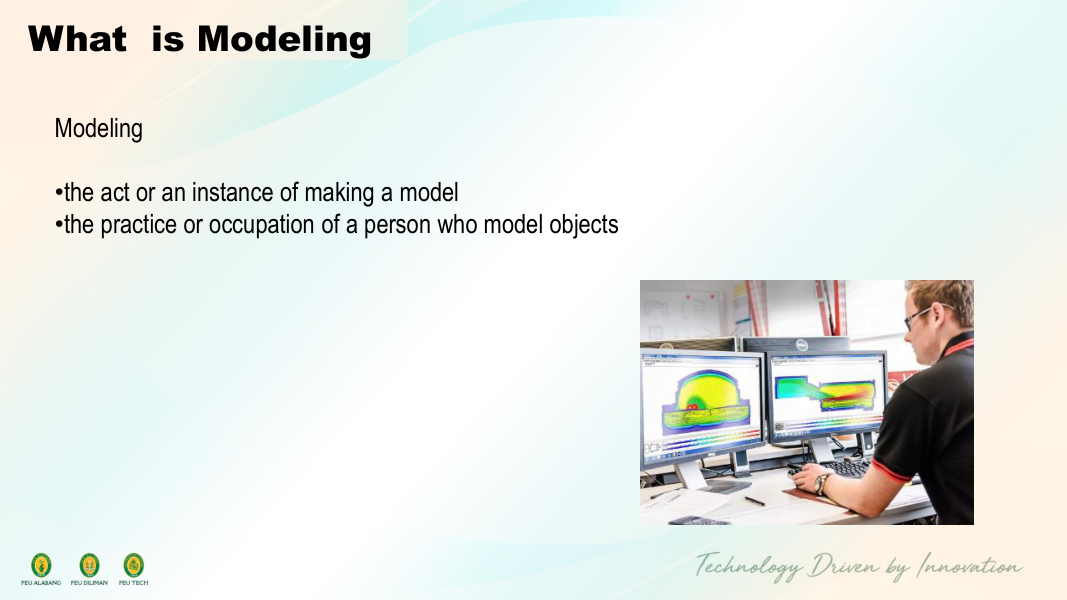 What is Modeling
Modeling
•the act or an instance of making a model
•the practice or occupation of a person who model objects
FEU ALABANG FEU DILIMAN FEU TECH
Technology Driven by Innovation